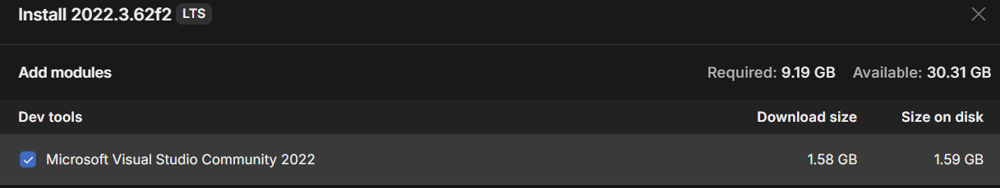 Install 2022.3.62f2 LTS
Add modules Required: 9.19 GB Available: 30.31 GB
Dev tools Download size Size on disk
Microsoft Visual Studio Community 2022 1.58 GB 1.59 GB